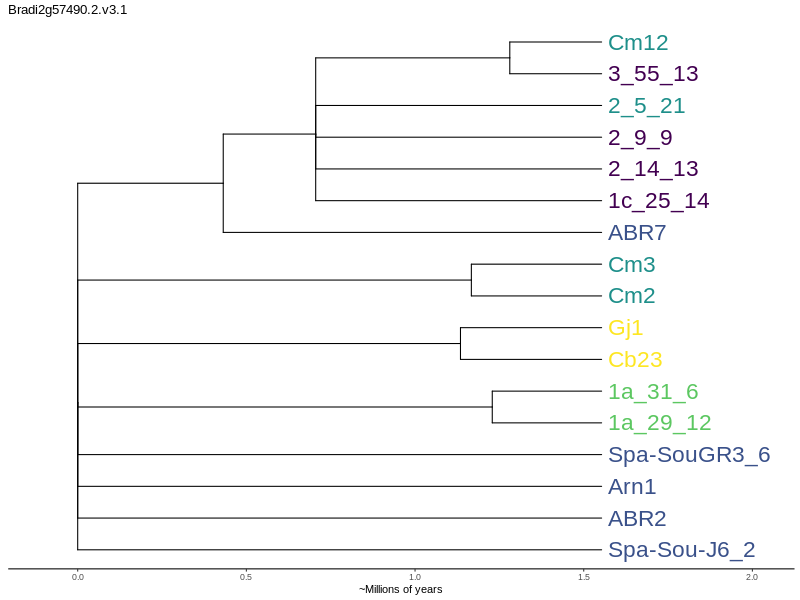 Bradi2g57490.2.v3.1
Cm12
3_55_13
2_5_21
2_9_9
2_14_13
1c_25_14
ABR7
Cm3
Cm2
Gj1
Cb23
1a_31_6
1a_29_12
Spa-SouGR3_6
Arn1
ABR2
Spa-Sou-J6_2
0.0 0.5 1.0 1.5 2.0
~Millions of years